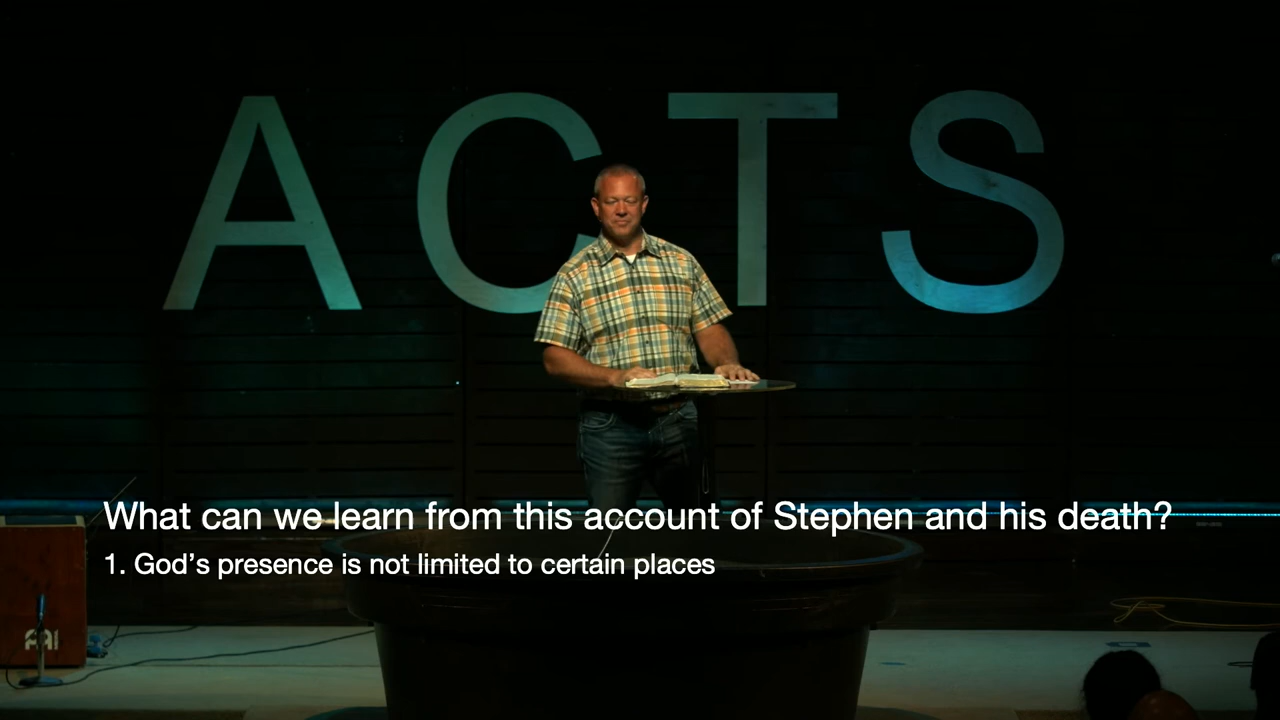 ACTS
What can we learn from this account of Stephen and his death?
1. God’s presence is not limited to certain places